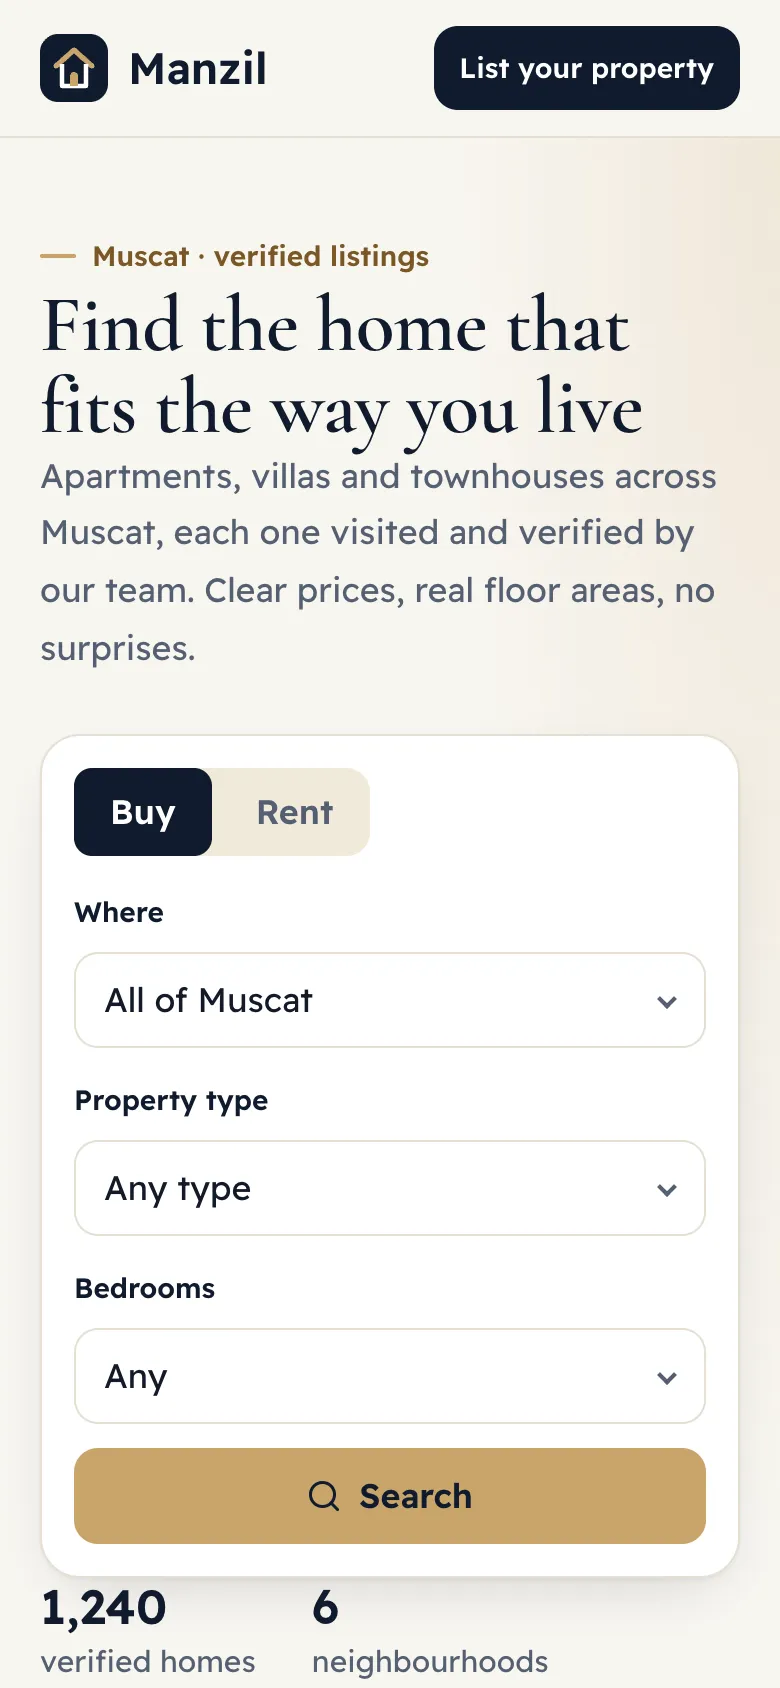 Manzil
List your property
Muscat · verified listings
Find the home that
fits the way you live
Apartments, villas and townhouses across
Muscat, each one visited and verified by
our team. Clear prices, real floor areas, no
surprises.
Buy
Rent
Where
All of Muscat
Property type
Any type
Bedrooms
Any
Search
1,240
6
verified homes
neighbourhoods